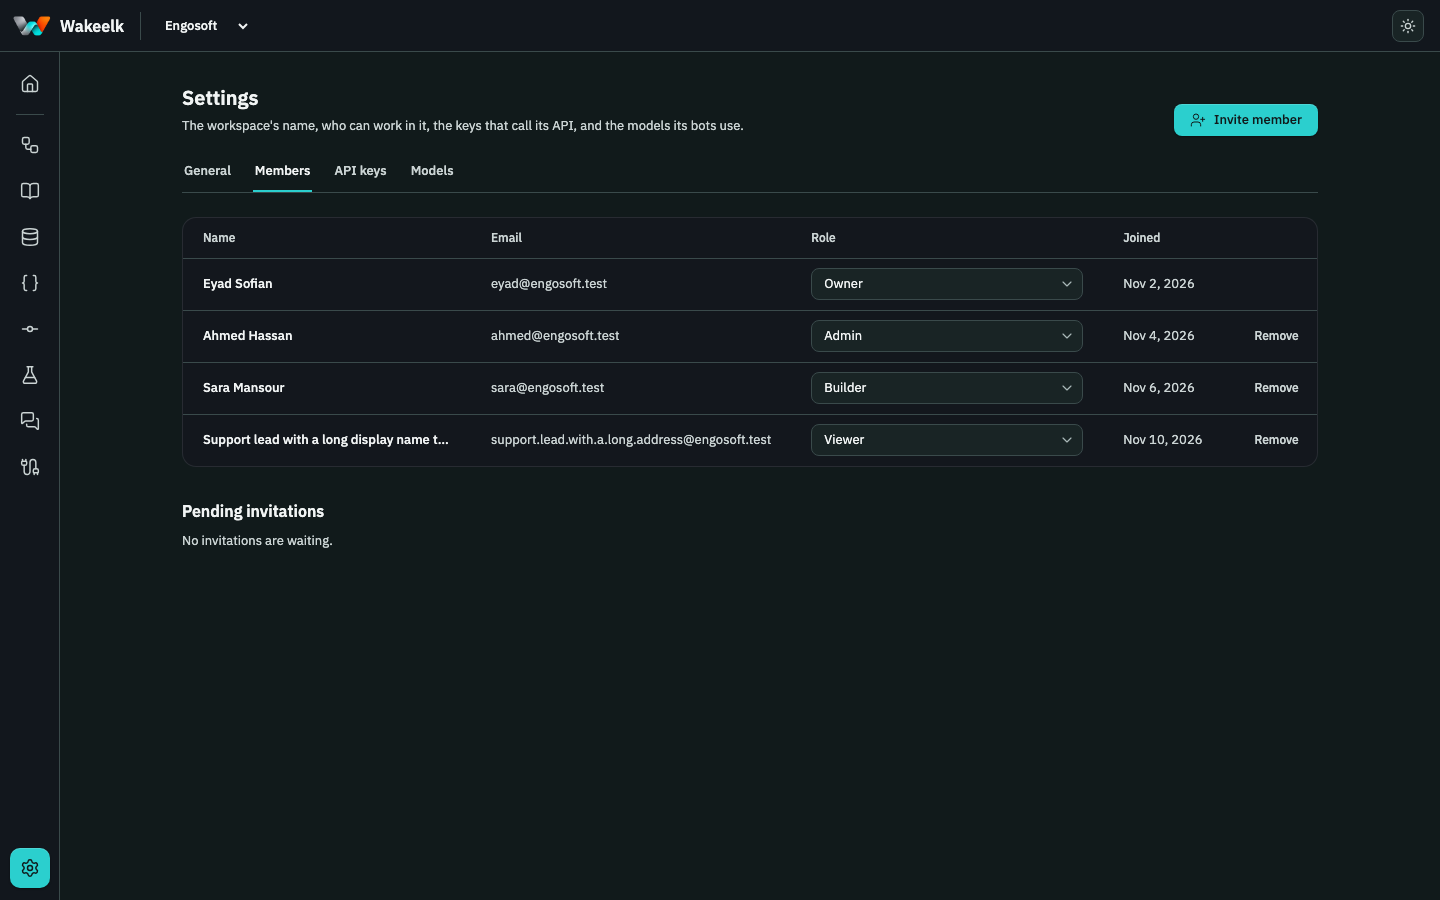 Wakeelk Engosoft
Settings
The workspace's name, who can work in it, the keys that call its API, and the models its bots use.
Invite member
General Members API keys Models
Name Email Role Joined
Eyad Sofian eyad@engosoft.test Owner Nov 2, 2026
Ahmed Hassan ahmed@engosoft.test Admin Nov 4, 2026 Remove
Sara Mansour sara@engosoft.test Builder Nov 6, 2026 Remove
Support lead with a long display name t... support.lead.with.a.long.address@engosoft.test Viewer Nov 10, 2026 Remove
Pending invitations
No invitations are waiting.